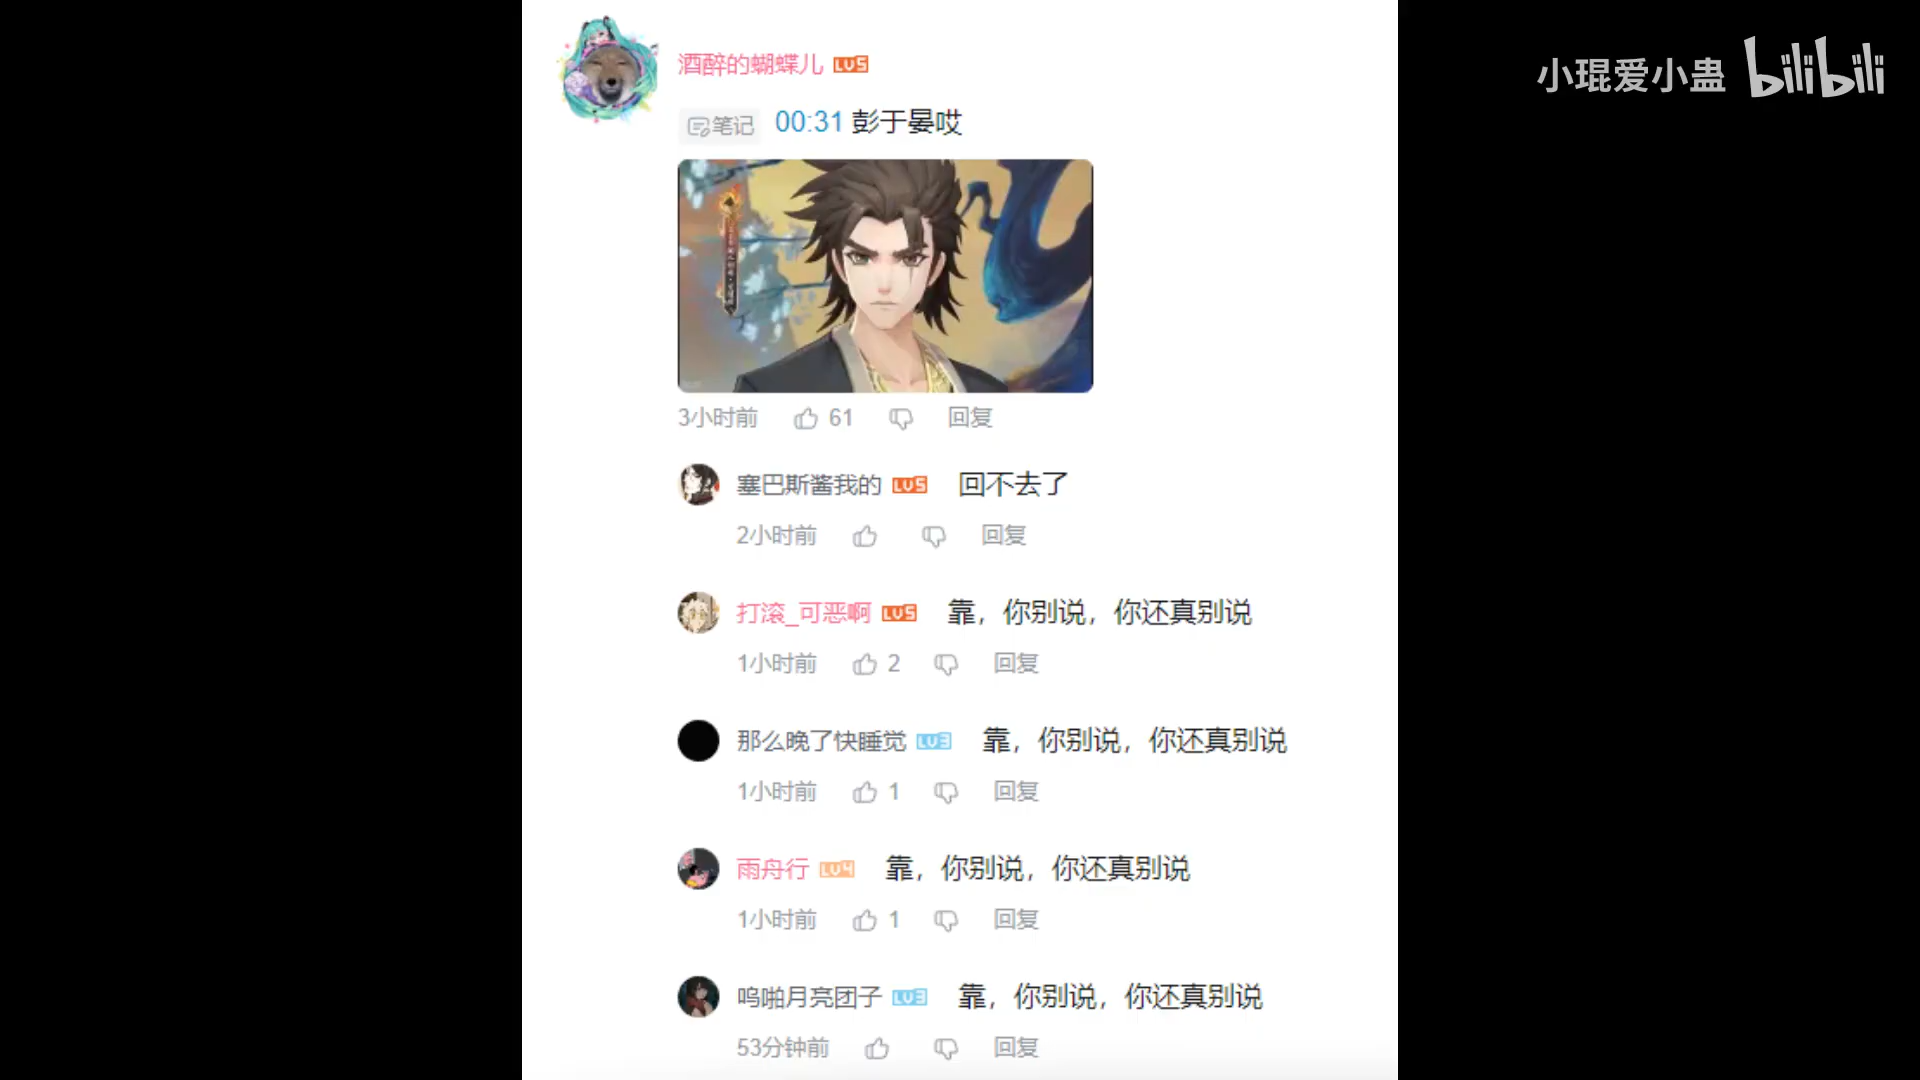 小琨爱小蛊 bilibili
酒醉的蝴蝶儿 LV5
笔记 00:31 彭于晏哎
3小时前 61 回复
塞巴斯酱我的 LV5 回不去了
2小时前 回复
打滚_可恶啊 LV5 靠，你别说，你还真别说
1小时前 2 回复
那么晚了快睡觉 LV3 靠，你别说，你还真别说
1小时前 1 回复
雨舟行 LV4 靠，你别说，你还真别说
1小时前 1 回复
呜啪月亮团子 LV3 靠，你别说，你还真别说
53分钟前 回复